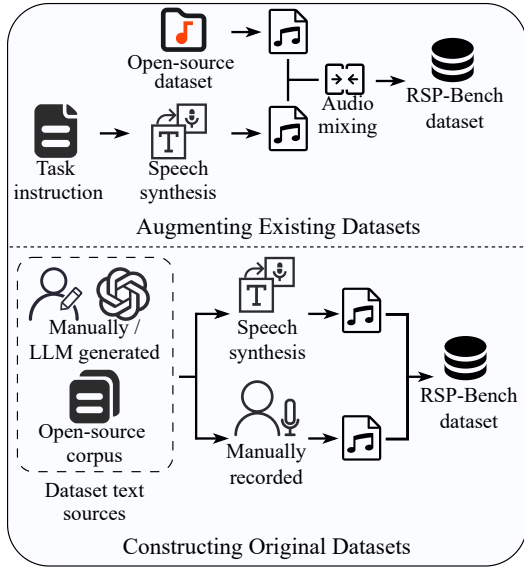 Open-source
dataset
Audio
mixing
RSP-Bench
dataset
Task
instruction
T
Speech
synthesis
Augmenting Existing Datasets
Manually /
LLM generated
Open-source
corpus
Dataset text
sources
T
Speech
synthesis
Manually
recorded
RSP-Bench
dataset
Constructing Original Datasets